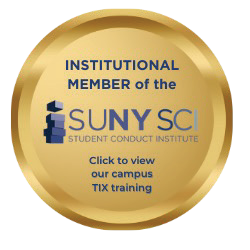 INSTITUTIONAL
MEMBER of the
SUNY SCI
STUDENT CONDUCT INSTITUTE
Click to view
our campus
TIX training